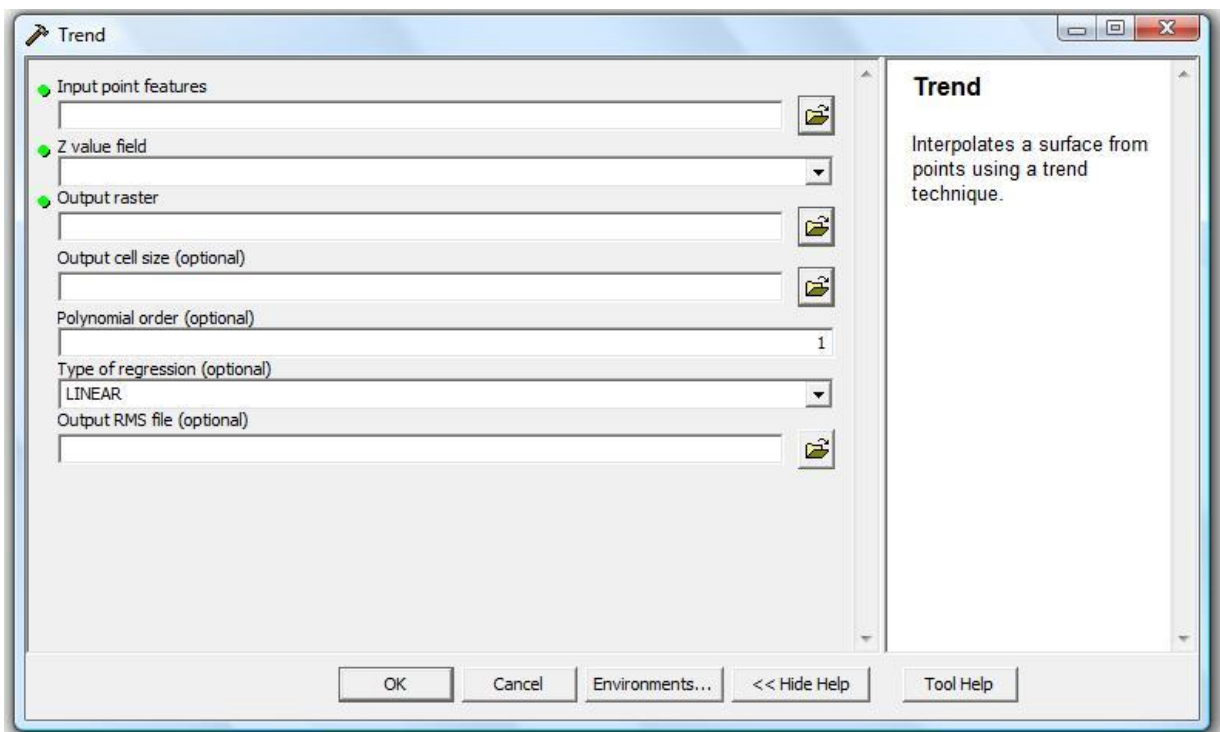 Trend
Input point features
Z value field
Output raster
Output cell size (optional)
Polynomial order (optional)
1
Type of regression (optional)
LINEAR
Output RMS file (optional)
Trend
Interpolates a surface from
points using a trend
technique.
OK
Cancel
Environments...
<< Hide Help
Tool Help